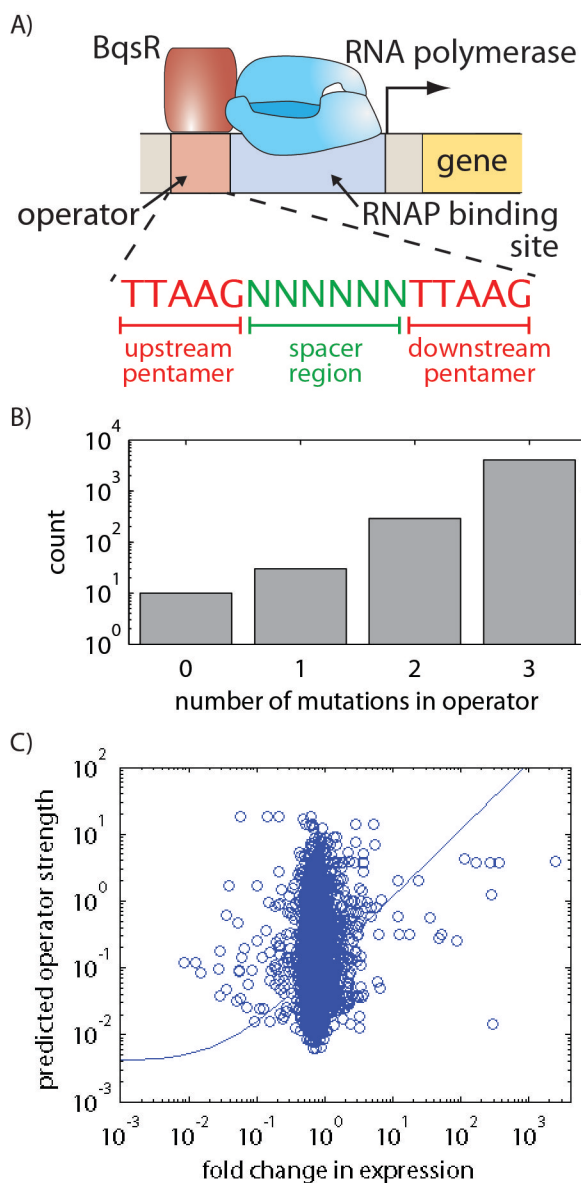 A)
BqsR
RNA polymerase
gene
operator
RNAP binding
site
TTAAGNNNNNNTTAAG
upstream
pentamer
spacer
region
downstream
pentamer
B)
10^4
10^3
10^2
10^1
10^0
count
0 1 2 3
number of mutations in operator
C)
10^2
10^1
10^0
10^-1
10^-2
10^-3
predicted operator strength
10^-3 10^-2 10^-1 10^0 10^1 10^2 10^3
fold change in expression